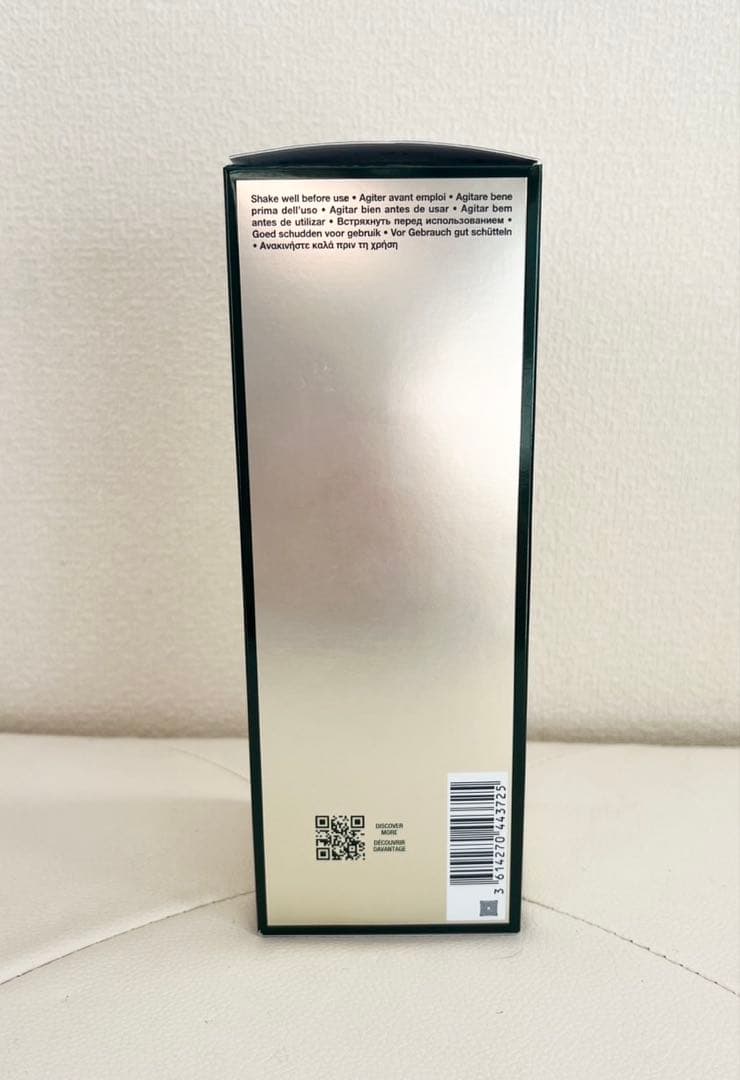 Shake well before use • Agiter avant emploi • Agitare bene
prima dell'uso • Agitar bien antes de usar • Agitar bem
antes de utilizar • Встряхнуть перед использованием •
Goed schudden voor gebruik • Vor Gebrauch gut schütteln
• Ανακινήστε καλά πριν τη χρήση
DISCOVER
MORE
DÉCOUVRIR
DAVANTAGE
3 614270 443725